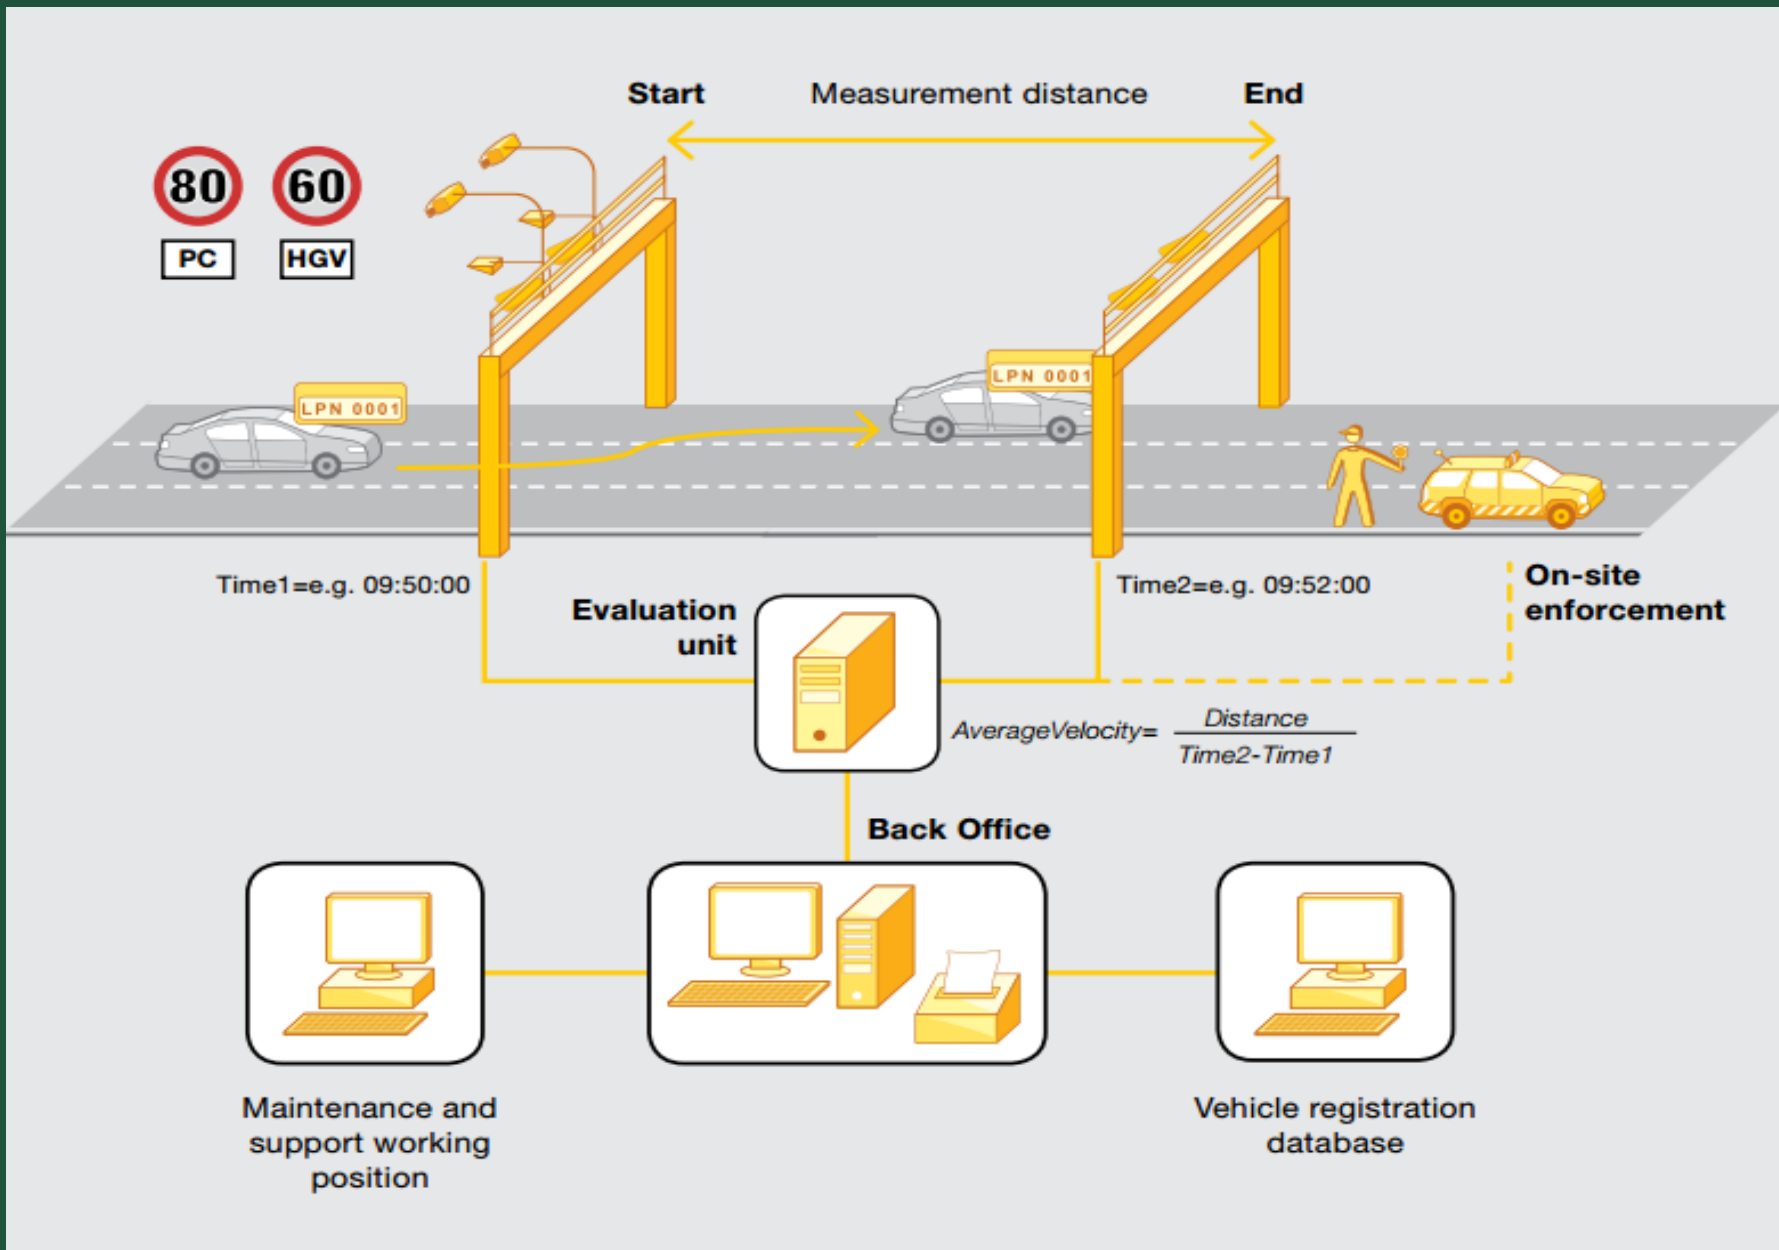 Start
Measurement distance
End
80
60
PC
HGV
LPN 0001
LPN 0001
Time1=e.g. 09:50:00
Time2=e.g. 09:52:00
On-site
enforcement
Evaluation
unit
AverageVelocity=
Distance
Time2-Time1
Back Office
Maintenance and
support working
position
Vehicle registration
database